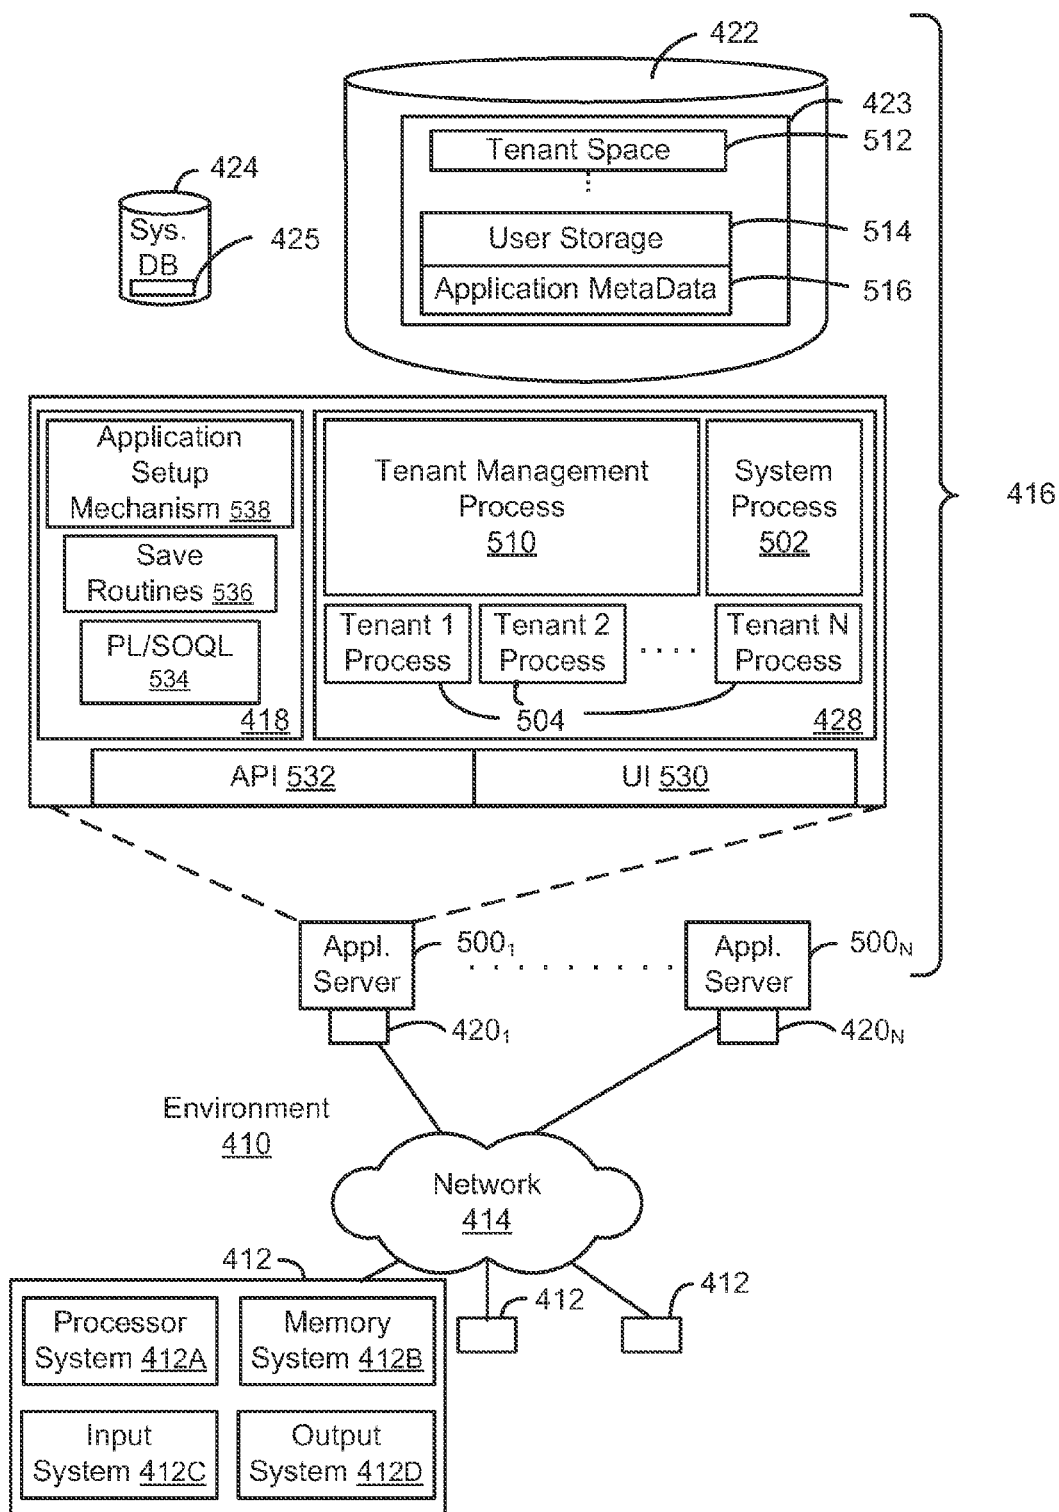 422
423
Tenant Space
512
424
Sys.
DB
425
User Storage
514
Application MetaData
516
416
Application
Setup
Mechanism 538
Save
Routines 536
PL/SOQL
534
418
Tenant Management
Process
510
System
Process
502
Tenant 1
Process
Tenant 2
Process
Tenant N
Process
504
428
API 532
UI 530
Appl.
Server
500₁
Appl.
Server
500N
420₁
420N
Environment
410
Network
414
412
412
412
Processor
System 412A
Memory
System 412B
Input
System 412C
Output
System 412D